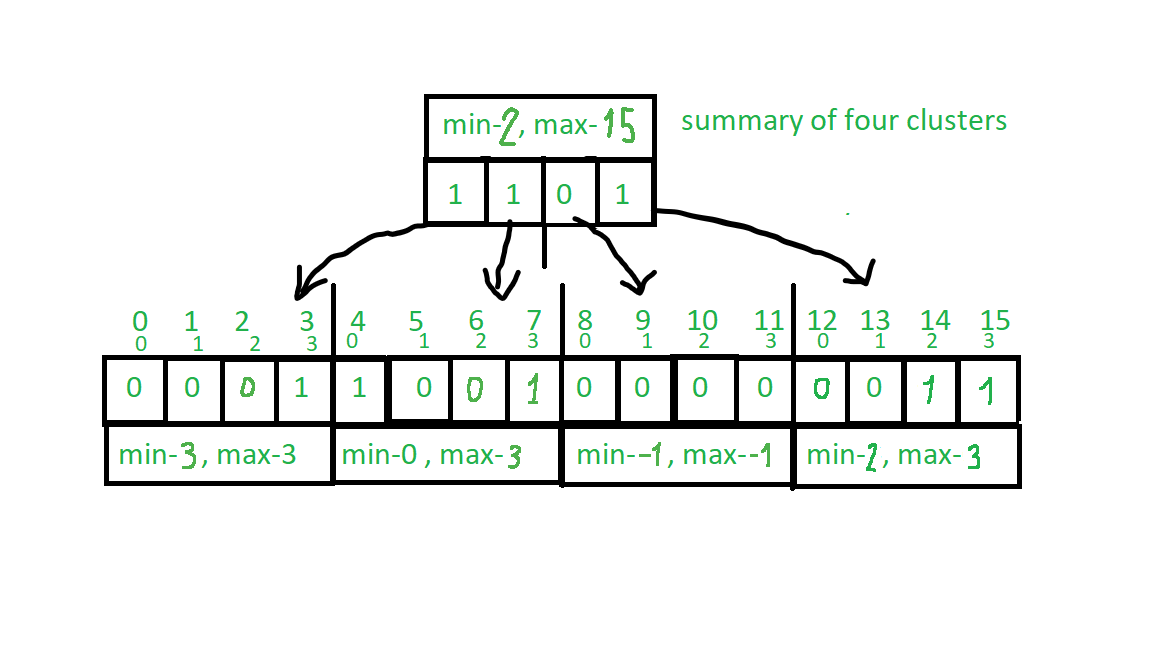 min-2, max-15
summary of four clusters
1 1 0 1
0 1 2 3 4 5 6 7 8 9 10 11 12 13 14 15
0 1 2 3 0 1 2 3 0 1 2 3 0 1 2 3
0 0 0 1 1 0 0 1 0 0 0 0 0 0 1 1
min-3, max-3 min-0 , max-3 min--1, max--1 min-2, max-3